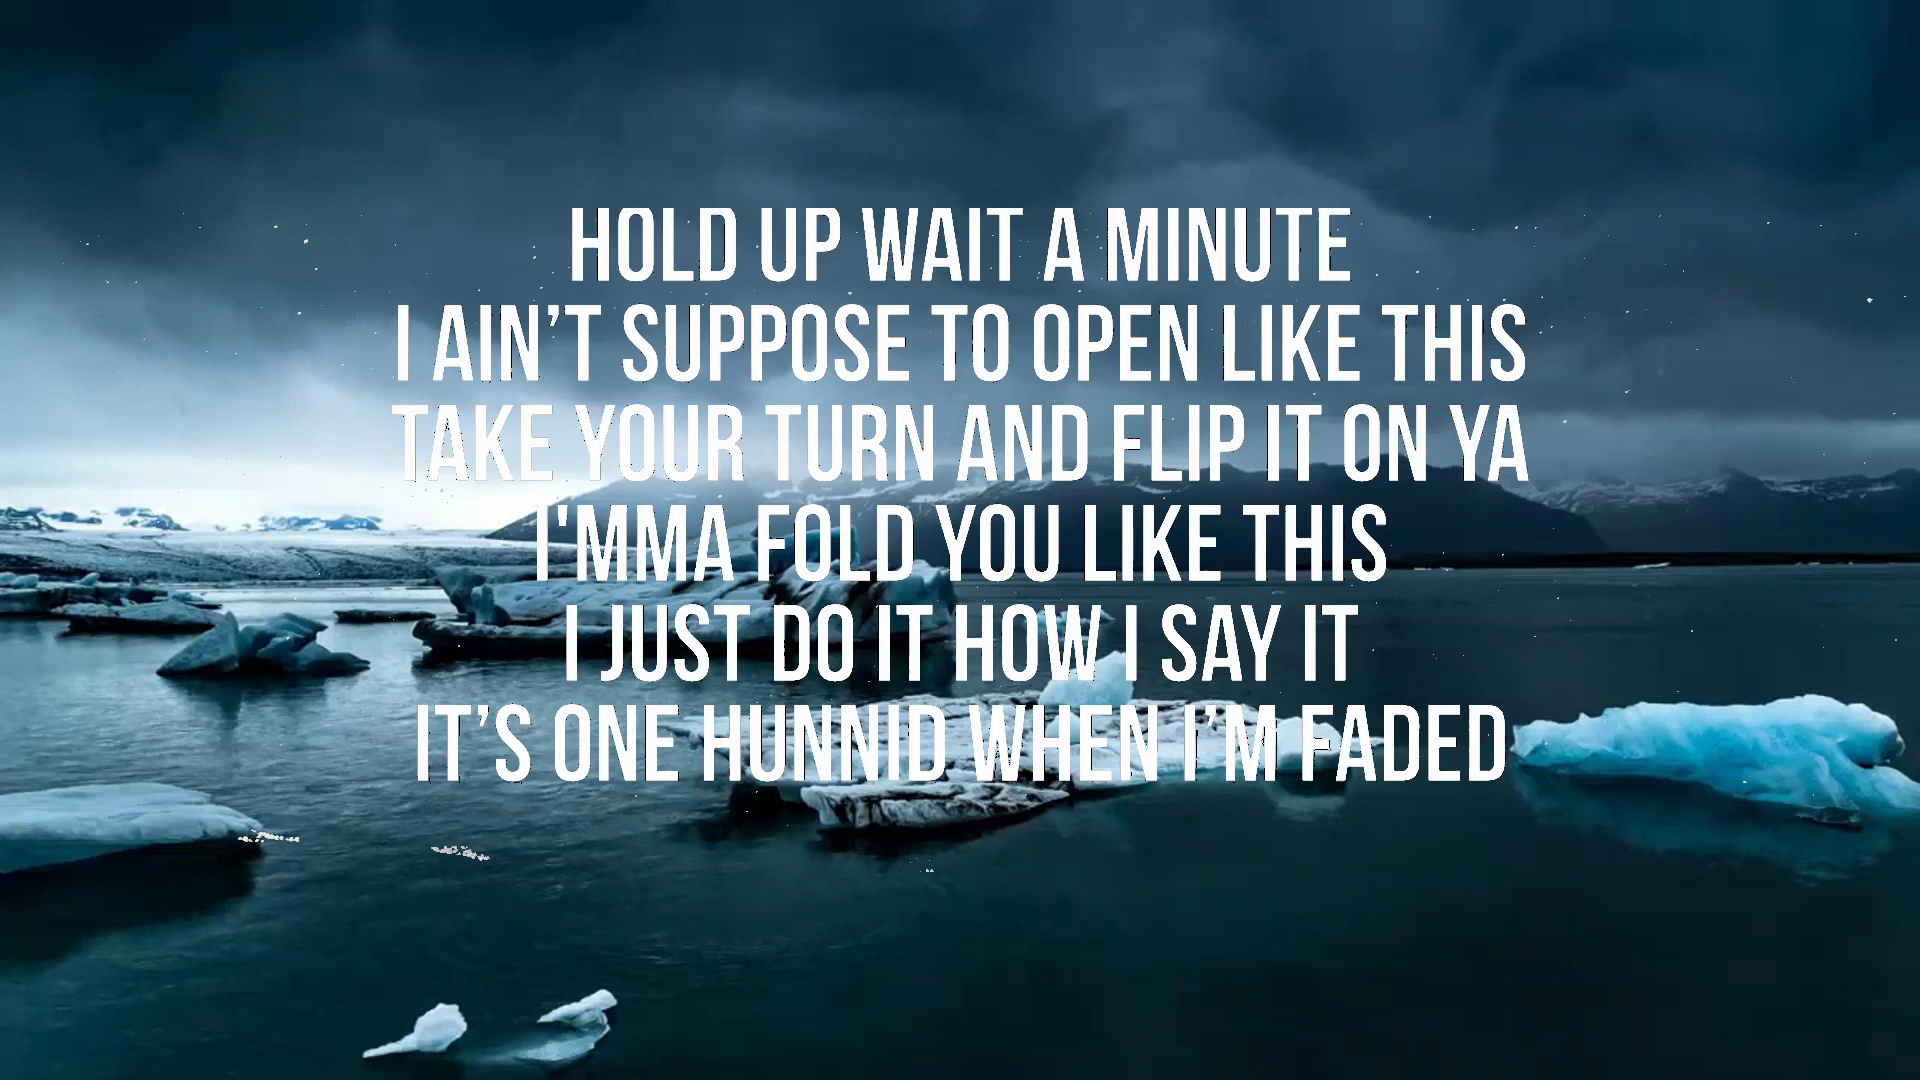 HOLD UP WAIT A MINUTE
I AIN’T SUPPOSE TO OPEN LIKE THIS
TAKE YOUR TURN AND FLIP IT ON YA
I'MMA FOLD YOU LIKE THIS
I JUST DO IT HOW I SAY IT
IT’S ONE HUNNID WHEN I’M FADED